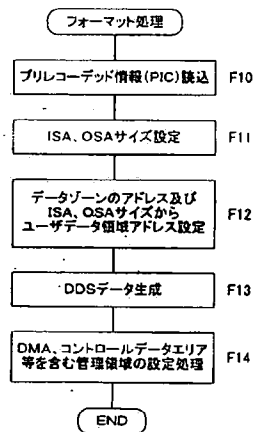 フォーマット処理
プリレコーデッド情報(PIC)読込 F10
ISA、OSAサイズ設定 F11
データゾーンのアドレス及び
ISA、OSAサイズから F12
ユーザデータ領域アドレス設定
DDSデータ生成 F13
DMA、コントロールデータエリア
等を含む管理領域の設定処理 F14
END